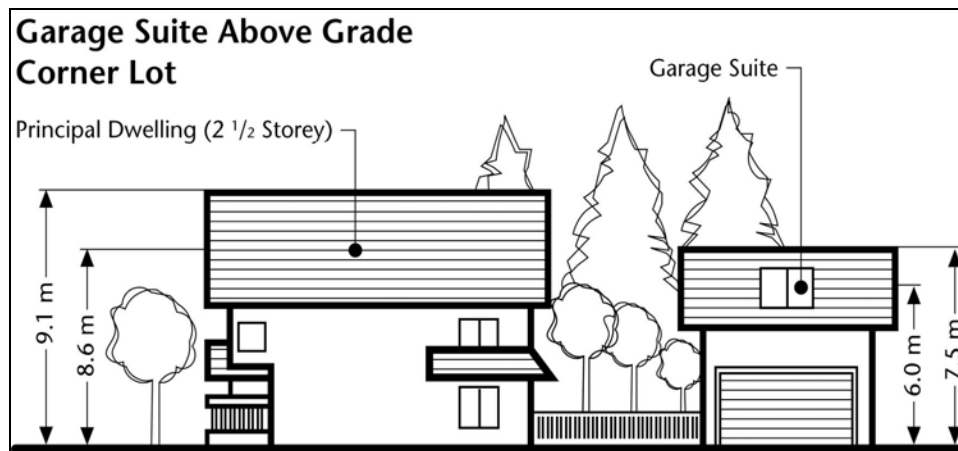 Garage Suite Above Grade
Corner Lot
Garage Suite
Principal Dwelling (2 1/2 Storey)
9.1 m
8.6 m
6.0 m
7.5 m